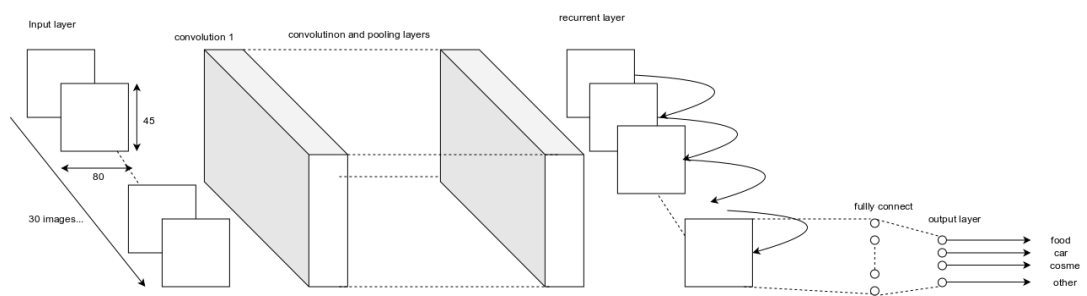 Input layer
convolution 1
convolutinon and pooling layers
recurrent layer
45
80
30 images...
fullly connect
output layer
food
car
cosme
other